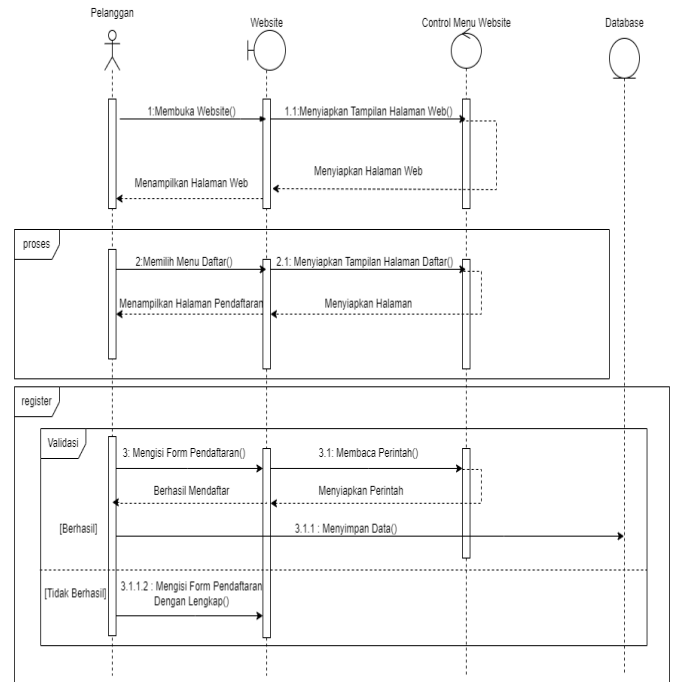 Pelanggan
Website
Control Menu Website
Database
1:Membuka Website()
1.1:Menyiapkan Tampilan Halaman Web()
Menyiapkan Halaman Web
Menampilkan Halaman Web
proses
2:Memilih Menu Daftar()
2.1: Menyiapkan Tampilan Halaman Daftar()
Menampilkan Halaman Pendaftaran
Menyiapkan Halaman
register
Validasi
3: Mengisi Form Pendaftaran()
3.1: Membaca Perintah()
Berhasil Mendaftar
Menyiapkan Perintah
[Berhasil]
3.1.1 : Menyimpan Data()
[Tidak Berhasil]
3.1.1.2 : Mengisi Form Pendaftaran
Dengan Lengkap()